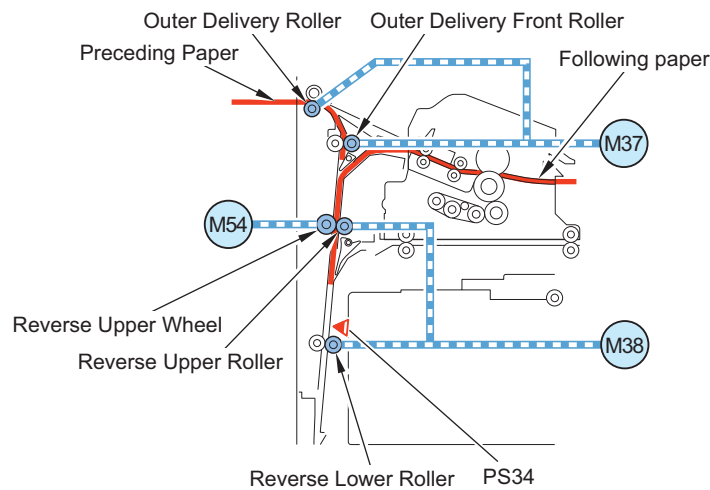 Outer Delivery Roller
Outer Delivery Front Roller
Preceding Paper
Following paper
M37
M54
Reverse Upper Wheel
Reverse Upper Roller
M38
Reverse Lower Roller
PS34